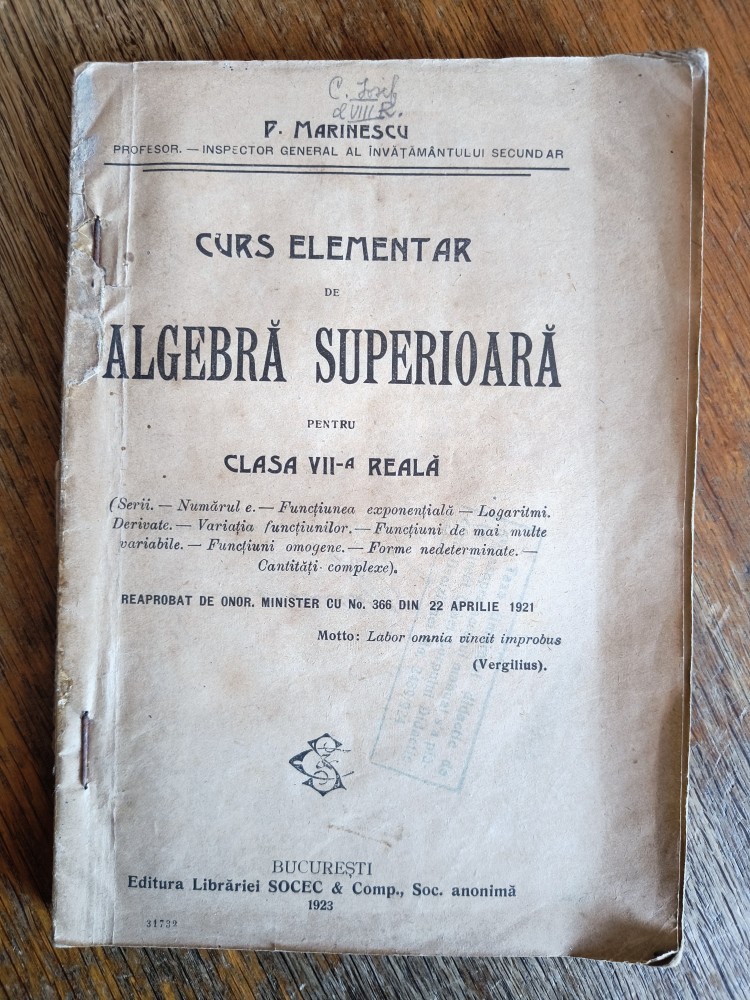 C. Iosif
cl VIII R.
P. MARINESCU
PROFESOR. — INSPECTOR GENERAL AL ÎNVĂȚĂMÂNTULUI SECUNDAR
CURS ELEMENTAR
DE
ALGEBRĂ SUPERIOARĂ
PENTRU
CLASA VII-A REALĂ
(Serii. — Numărul e. — Funcțiunea exponențială — Logaritmi.
Derivate. — Variația funcțiunilor. — Funcțiuni de mai multe
variabile. — Funcțiuni omogene. — Forme nedeterminate. —
Cantități complexe).
REAPROBAT DE ONOR. MINISTER CU No. 366 DIN 22 APRILIE 1921
Motto: Labor omnia vincit improbus
(Vergilius).
BUCUREȘTI
Editura Librăriei SOCEC & Comp., Soc. anonimă
1923
31732